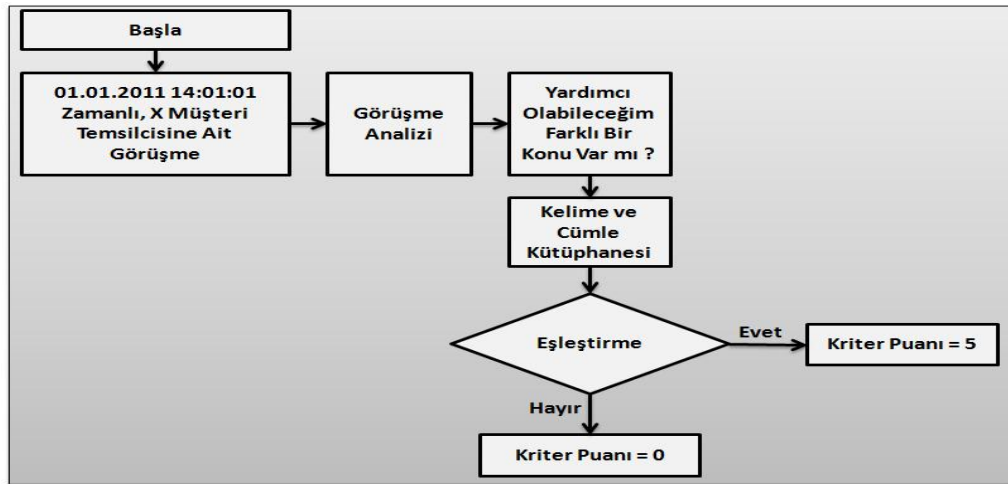 Başla
01.01.2011 14:01:01
Zamanlı, X Müşteri
Temsilcisine Ait
Görüşme
Görüşme
Analizi
Yardımcı
Olabileceğim
Farklı Bir
Konu Var mı ?
Kelime ve
Cümle
Kütüphanesi
Eşleştirme
Evet
Kriter Puanı = 5
Hayır
Kriter Puanı = 0